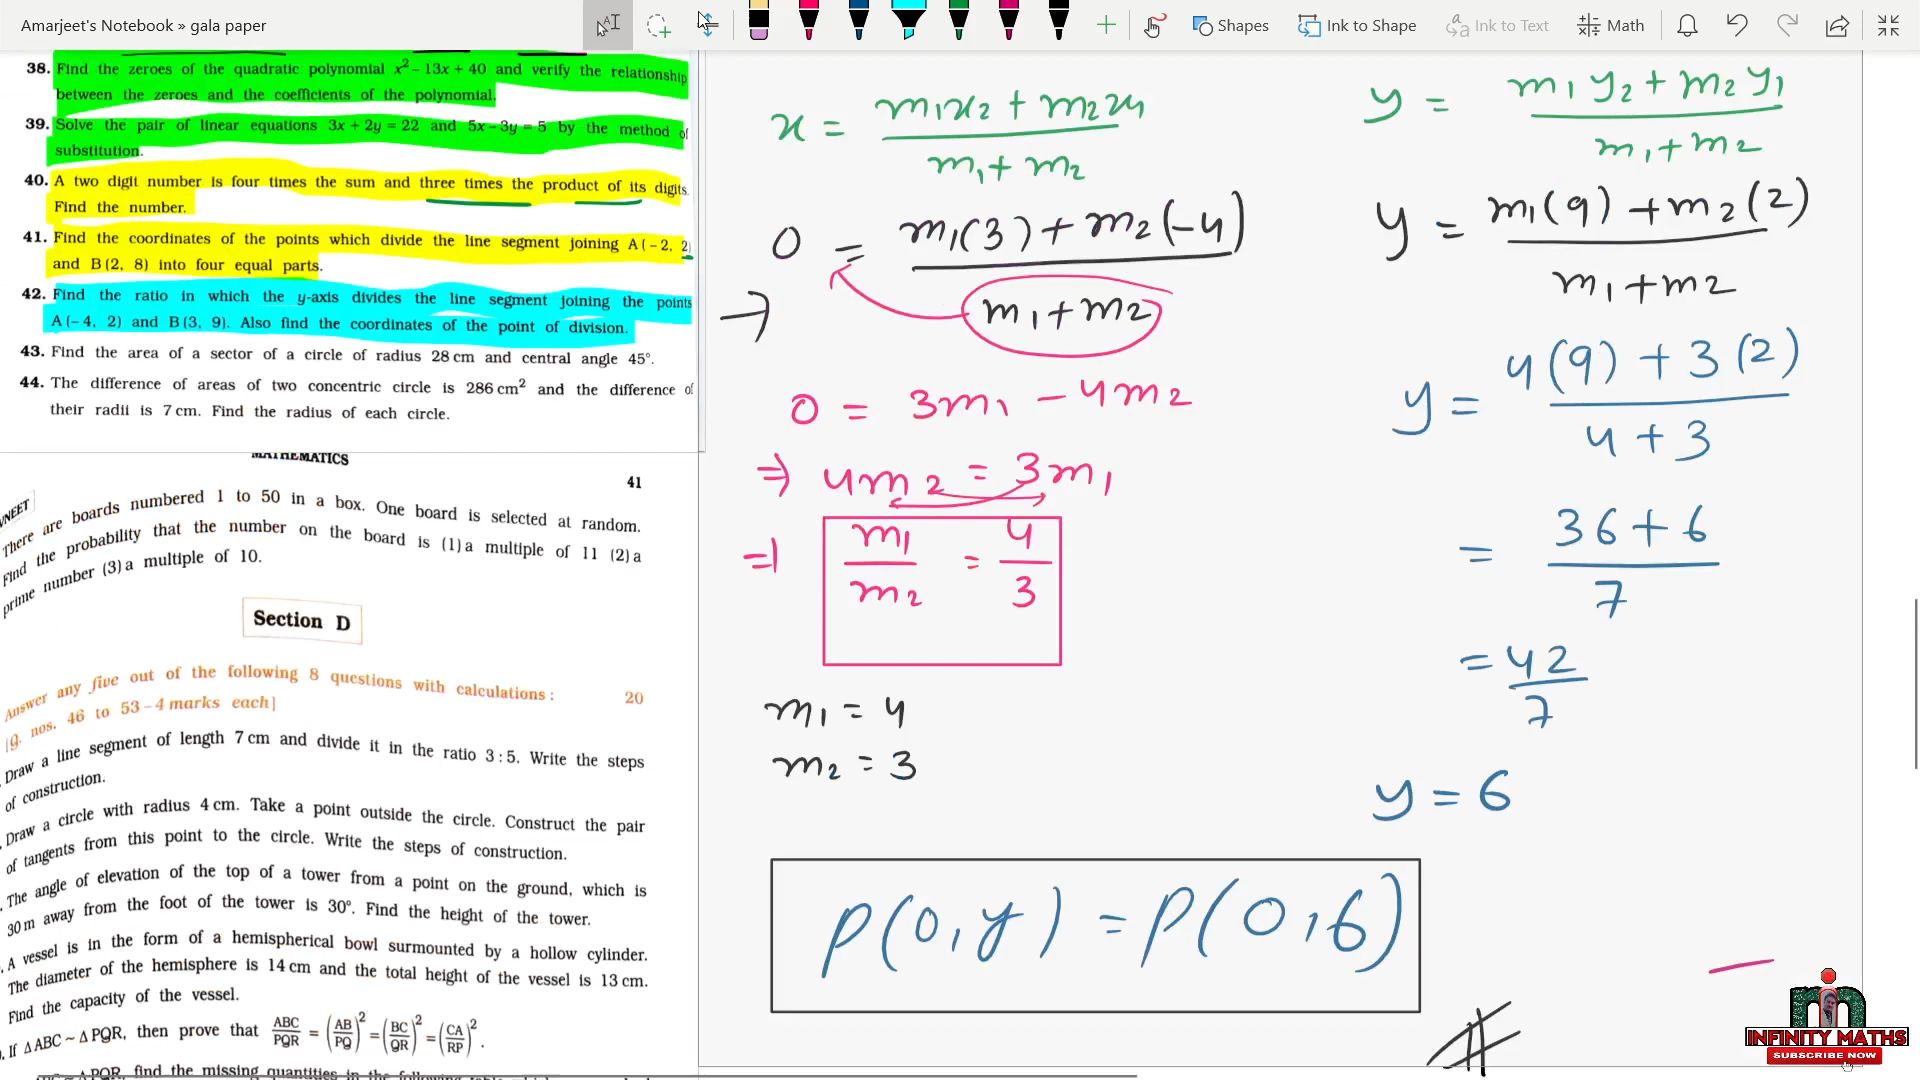 Amarjeet's Notebook » gala paper
Shapes
Ink to Shape
Ink to Text
Math
38. Find the zeroes of the quadratic polynomial x² – 13x + 40 and verify the relationship
between the zeroes and the coefficients of the polynomial.
39. Solve the pair of linear equations 3x + 2y = 22 and 5x – 3y = 5 by the method of
substitution.
40. A two digit number is four times the sum and three times the product of its digits.
Find the number.
41. Find the coordinates of the points which divide the line segment joining A(–2, 2)
and B(2, 8) into four equal parts.
42. Find the ratio in which the y-axis divides the line segment joining the points
A(–4, 2) and B(3, 9). Also find the coordinates of the point of division.
43. Find the area of a sector of a circle of radius 28 cm and central angle 45°.
44. The difference of areas of two concentric circle is 286 cm² and the difference of
their radii is 7 cm. Find the radius of each circle.
MATHEMATICS
41
There are boards numbered 1 to 50 in a box. One board is selected at random.
Find the probability that the number on the board is (1) a multiple of 11 (2) a
prime number (3) a multiple of 10.
Section D
Answer any five out of the following 8 questions with calculations : 20
[Q. nos. 46 to 53 – 4 marks each]
Draw a line segment of length 7 cm and divide it in the ratio 3 : 5. Write the steps
of construction.
Draw a circle with radius 4 cm. Take a point outside the circle. Construct the pair
of tangents from this point to the circle. Write the steps of construction.
The angle of elevation of the top of a tower from a point on the ground, which is
30 m away from the foot of the tower is 30°. Find the height of the tower.
A vessel is in the form of a hemispherical bowl surmounted by a hollow cylinder.
The diameter of the hemisphere is 14 cm and the total height of the vessel is 13 cm.
Find the capacity of the vessel.
If ΔABC ~ ΔPQR, then prove that ABC/PQR = (AB/PQ)² = (BC/QR)² = (CA/RP)².
x = (m1x2 + m2x1)/(m1 + m2)
0 = (m1(3) + m2(-4))/(m1 + m2)
→
0 = 3m1 - 4m2
⇒ 4m2 = 3m1
⇒ m1/m2 = 4/3
m1 = 4
m2 = 3
y = (m1y2 + m2y1)/(m1 + m2)
y = (m1(9) + m2(2))/(m1 + m2)
y = (4(9) + 3(2))/(4 + 3)
= (36 + 6)/7
= 42/7
y = 6
P(0, y) = P(0, 6)
INFINITY MATHS
SUBSCRIBE NOW